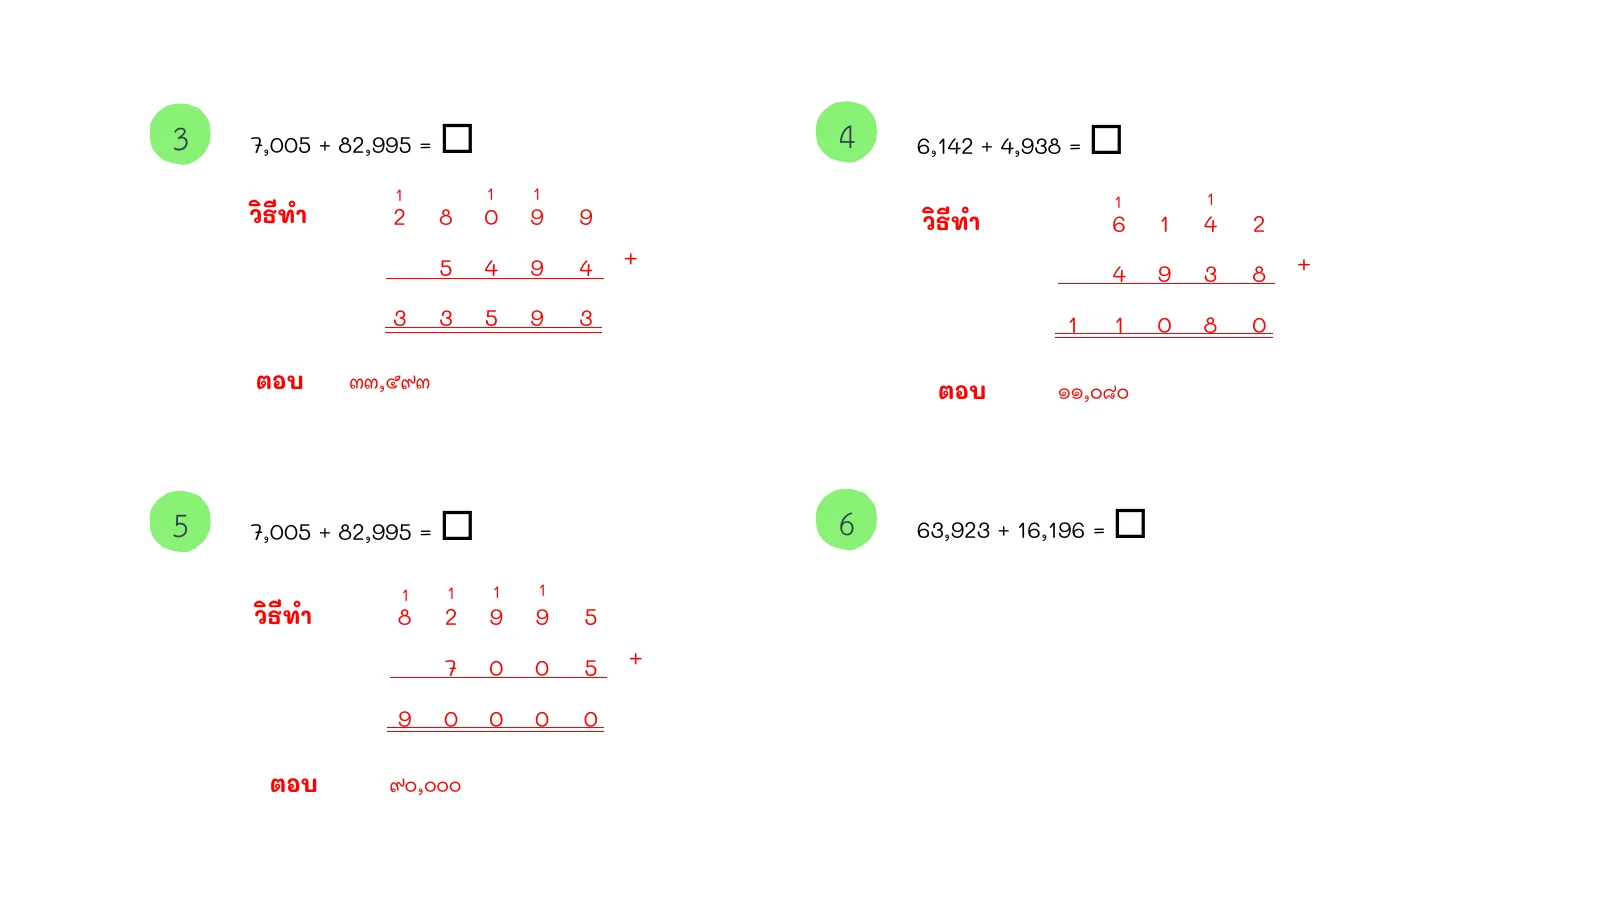 3
7,005 + 82,995 = □
วิธีทำ
1 1 1
2 8 0 9 9
5 4 9 4 +
3 3 5 9 3
ตอบ ๓๓,๕๙๓
4
6,142 + 4,938 = □
วิธีทำ
1 1
6 1 4 2
4 9 3 8 +
1 1 0 8 0
ตอบ ๑๑,๐๘๐
5
7,005 + 82,995 = □
วิธีทำ
1 1 1 1
8 2 9 9 5
7 0 0 5 +
9 0 0 0 0
ตอบ ๙๐,๐๐๐
6
63,923 + 16,196 = □